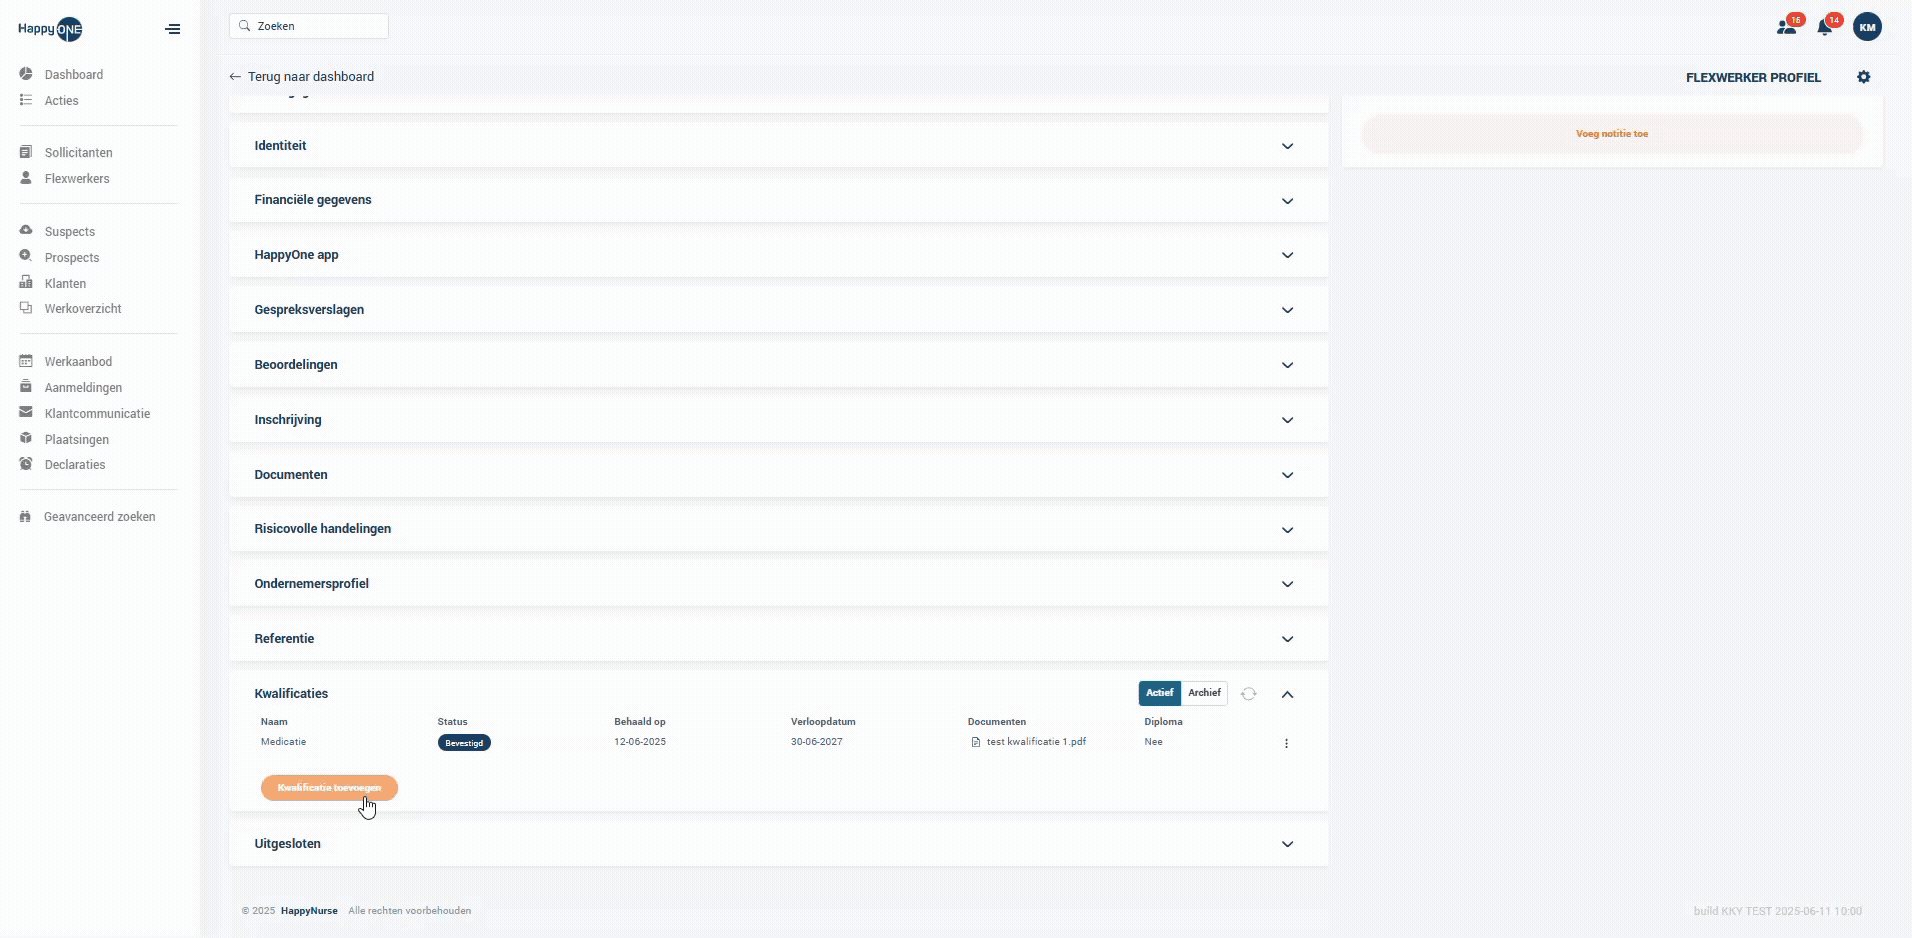 Happy ONE
Zoeken
16
14
KM
Dashboard
Acties
Sollicitanten
Flexwerkers
Suspects
Prospects
Klanten
Werkoverzicht
Werkaanbod
Aanmeldingen
Klantcommunicatie
Plaatsingen
Declaraties
Geavanceerd zoeken
Terug naar dashboard
FLEXWERKER PROFIEL
Voeg notitie toe
Identiteit
Financiële gegevens
HappyOne app
Gespreksverslagen
Beoordelingen
Inschrijving
Documenten
Risicovolle handelingen
Ondernemersprofiel
Referentie
Kwalificaties Actief Archief
Naam Status Behaald op Verloopdatum Documenten Diploma
Medicatie Bevestigd 12-06-2025 30-06-2027 test kwalificatie 1.pdf Nee
Kwalificatie toevoegen
Uitgesloten
© 2025 HappyNurse Alle rechten voorbehouden
build KKY TEST 2025-06-11 10:00